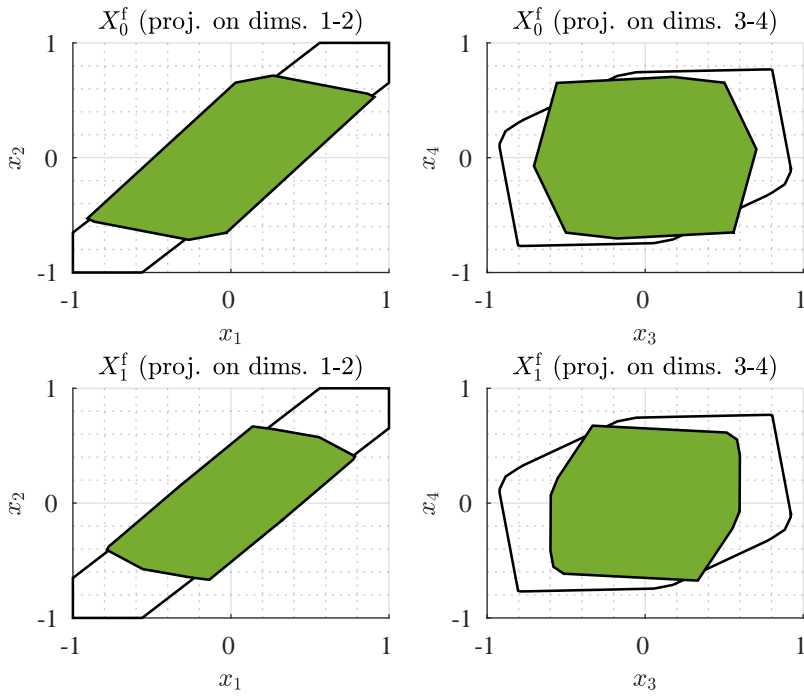 X_0^f (proj. on dims. 1-2)
1
0
-1
x_2
-1 0 1
x_1
X_0^f (proj. on dims. 3-4)
1
0
-1
x_4
-1 0 1
x_3
X_1^f (proj. on dims. 1-2)
1
0
-1
x_2
-1 0 1
x_1
X_1^f (proj. on dims. 3-4)
1
0
-1
x_4
-1 0 1
x_3